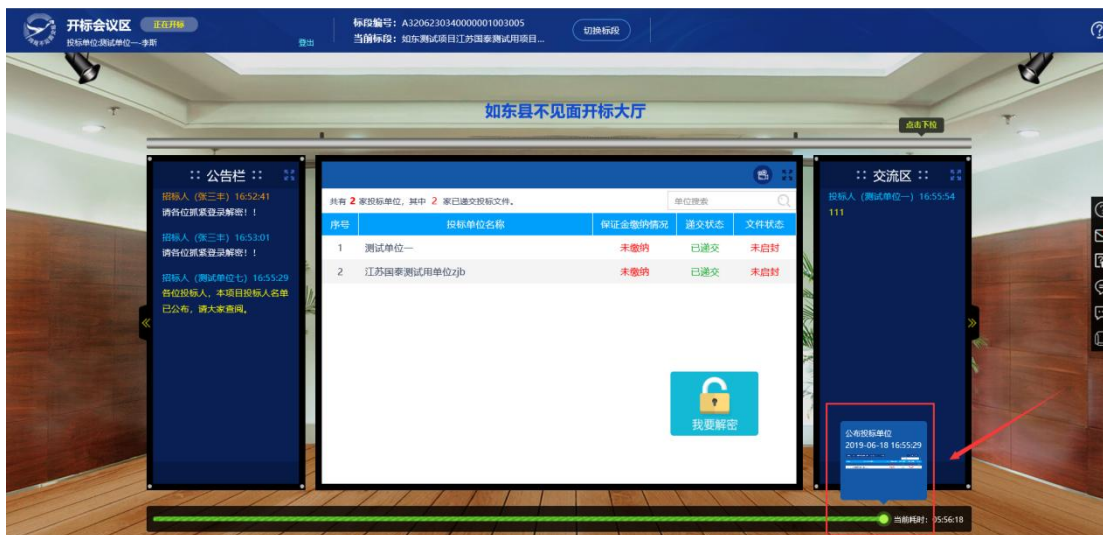 开标会议区 正在开标
投标单位:测试单位一--李斯 登出
标段编号：A3206230340000001003005
当前标段：如东测试项目江苏国泰测试用项目...
切换标段
如东县不见面开标大厅
点击下拉
:: 公告栏 ::
招标人（张三丰）16:52:41
请各位抓紧登录解密！！
招标人（张三丰）16:53:01
请各位抓紧登录解密！！
招标人（测试单位七）16:55:29
各位投标人，本项目投标人名单
已公布，请大家查阅。
共有 2 家投标单位，其中 2 家已递交投标文件。 单位搜索
序号 投标单位名称 保证金缴纳情况 递交状态 文件状态
1 测试单位一 未缴纳 已递交 未启封
2 江苏国泰测试用单位zjb 未缴纳 已递交 未启封
我要解密
:: 交流区 ::
投标人（测试单位一）16:55:54
111
公布投标单位
2019-06-18 16:55:29
当前耗时：05:56:18